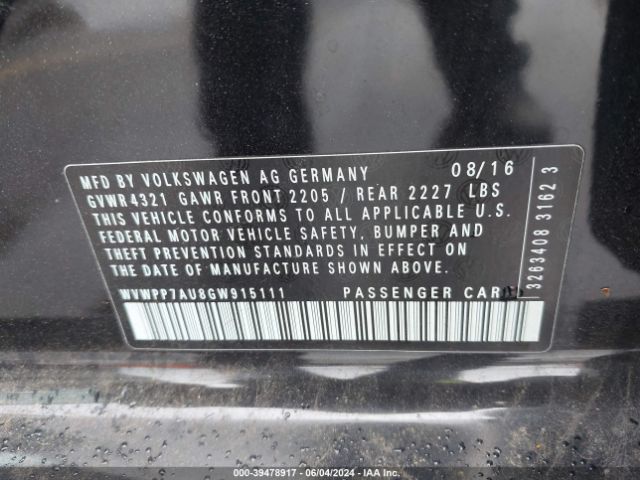 MFD BY VOLKSWAGEN AG GERMANY 08/16
GVWR4321 GAWR FRONT 2205 / REAR 2227 LBS
THIS VEHICLE CONFORMS TO ALL APPLICABLE U.S.
FEDERAL MOTOR VEHICLE SAFETY, BUMPER AND
THEFT PREVENTION STANDARDS IN EFFECT ON
THE DATE OF MANUFACTURE SHOWN ABOVE.
WVWPP7AU8GW915111 PASSENGER CAR
3263408 3162 3
000-39478917 - 06/04/2024 - IAA Inc.